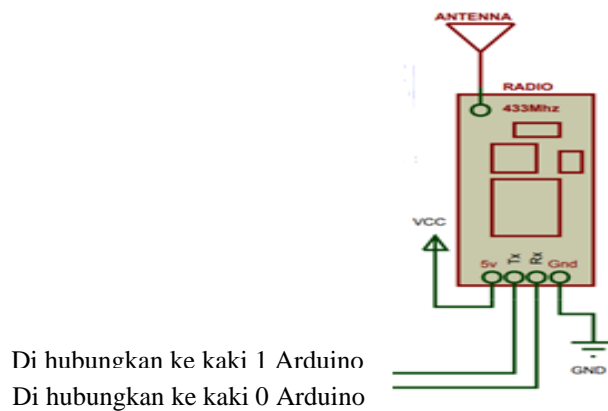 ANTENNA
RADIO
433Mhz
VCC
5v Tx Rx Gnd
GND
Di hubungkan ke kaki 1 Arduino
Di hubungkan ke kaki 0 Arduino